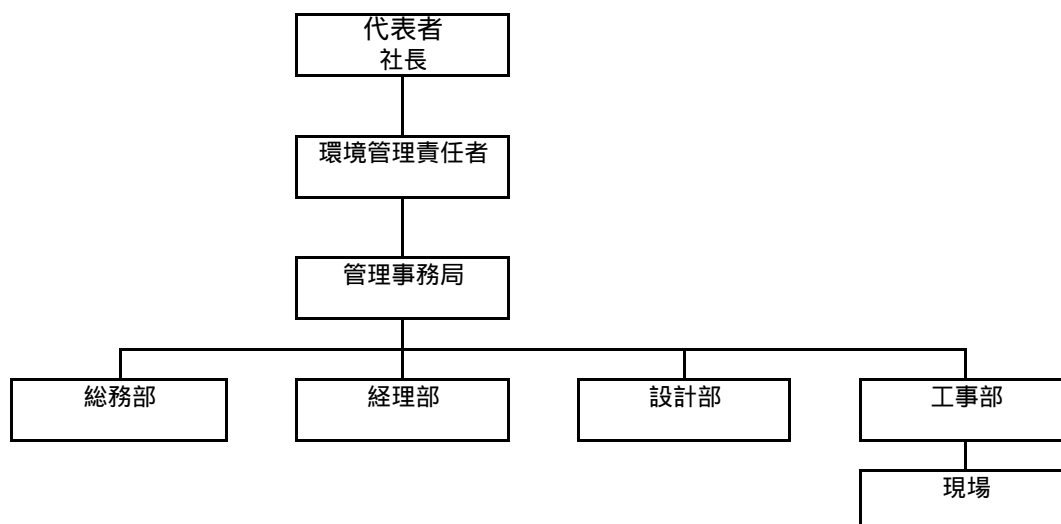 代表者
社長
環境管理責任者
管理事務局
総務部
経理部
設計部
工事部
現場